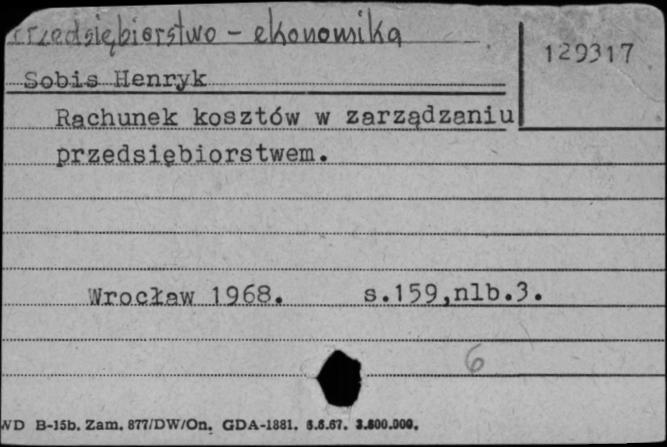 Przedsiębiorstwo - ekonomika
129317
Sobis Henryk
Rachunek kosztów w zarządzaniu
przedsiębiorstwem.
Wrocław 1968. s.159,nlb.3.
6
WD B-15b. Zam. 877/DW/On. GDA-1881. 8.6.67. 3.800.000.